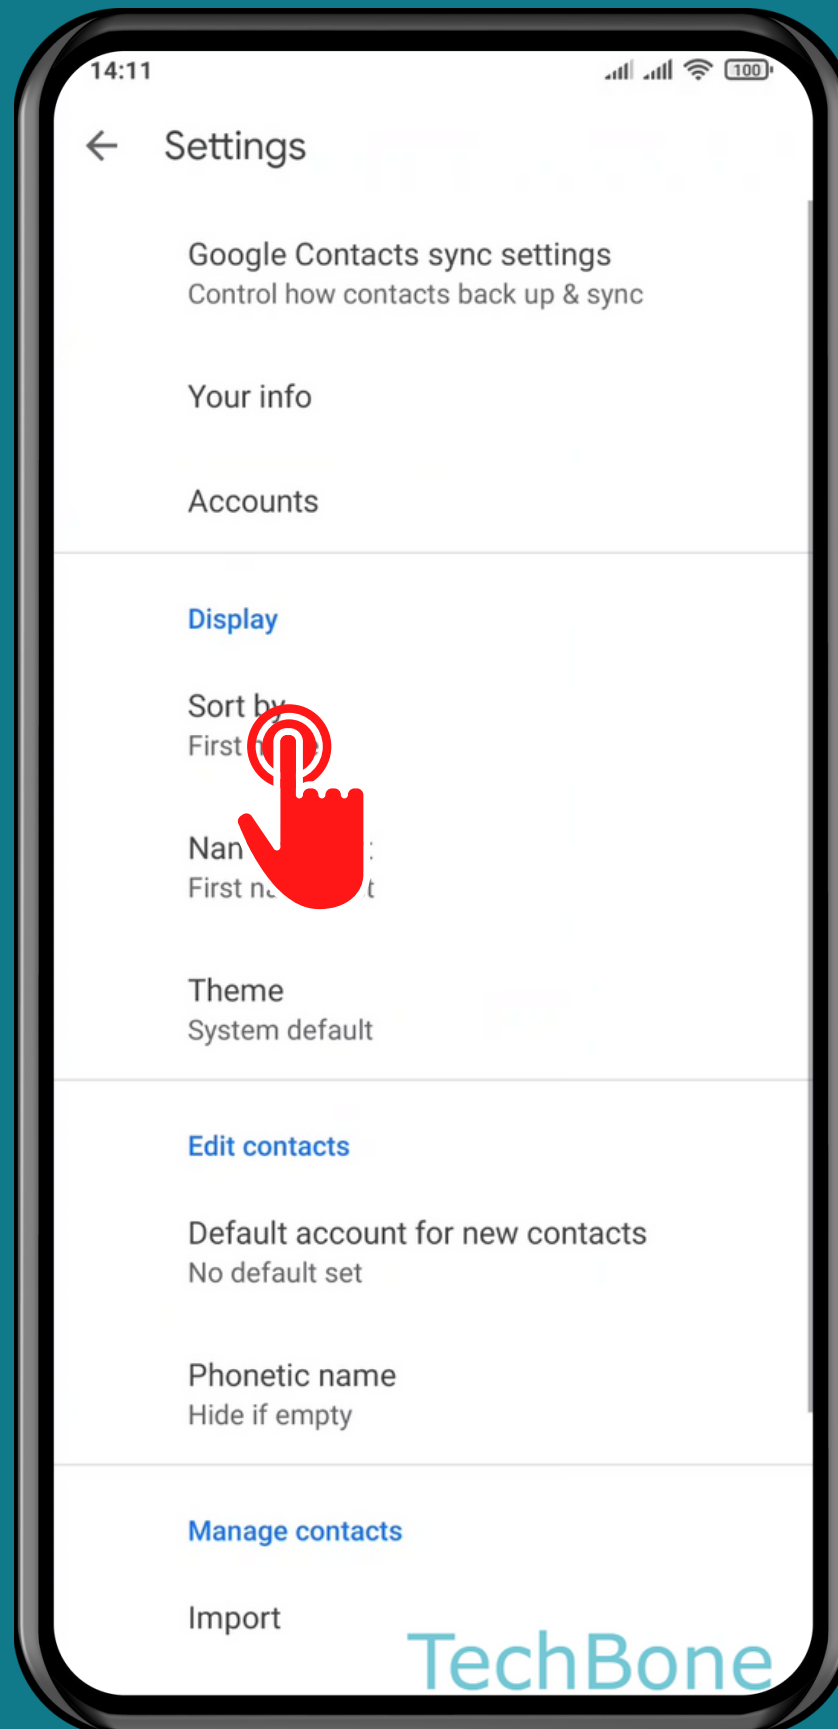 14:11
100
Settings
Google Contacts sync settings
Control how contacts back up & sync
Your info
Accounts
Display
Sort by
First
First
Theme
System default
Edit contacts
Default account for new contacts
No default set
Phonetic name
Hide if empty
Manage contacts
Import
TechBone